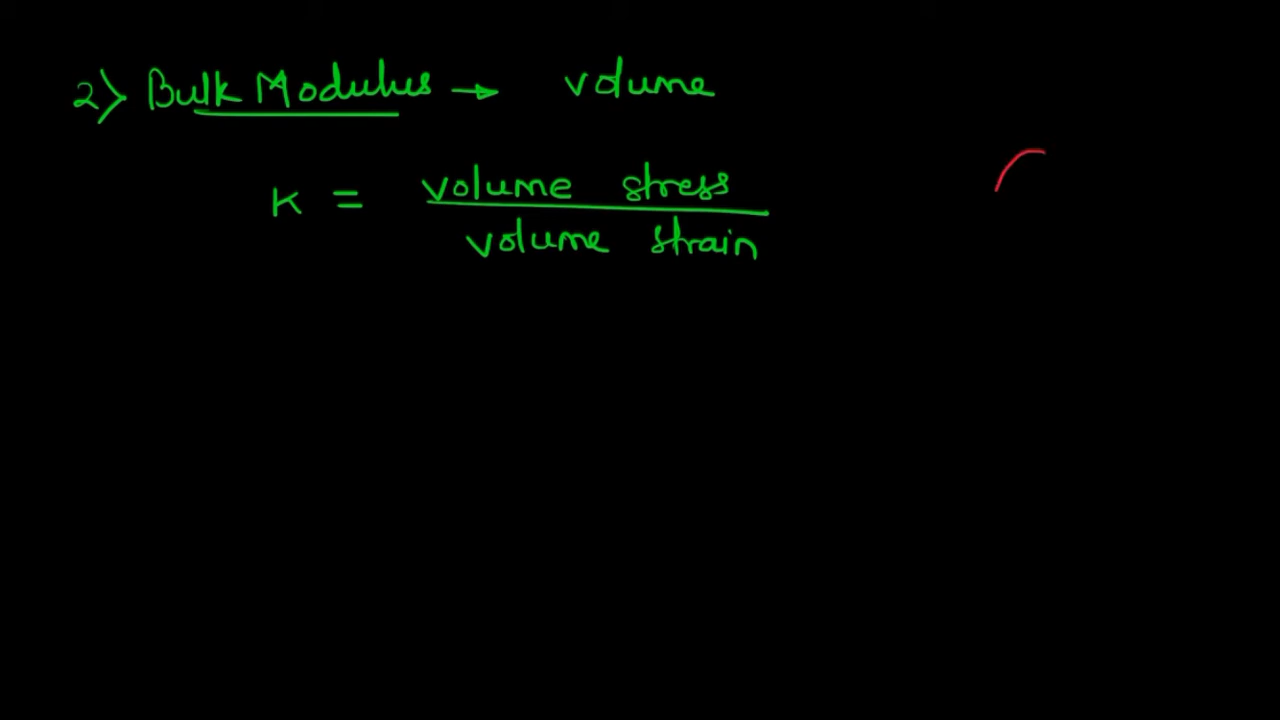 2) Bulk Modulus → volume
K = volume stress
volume strain